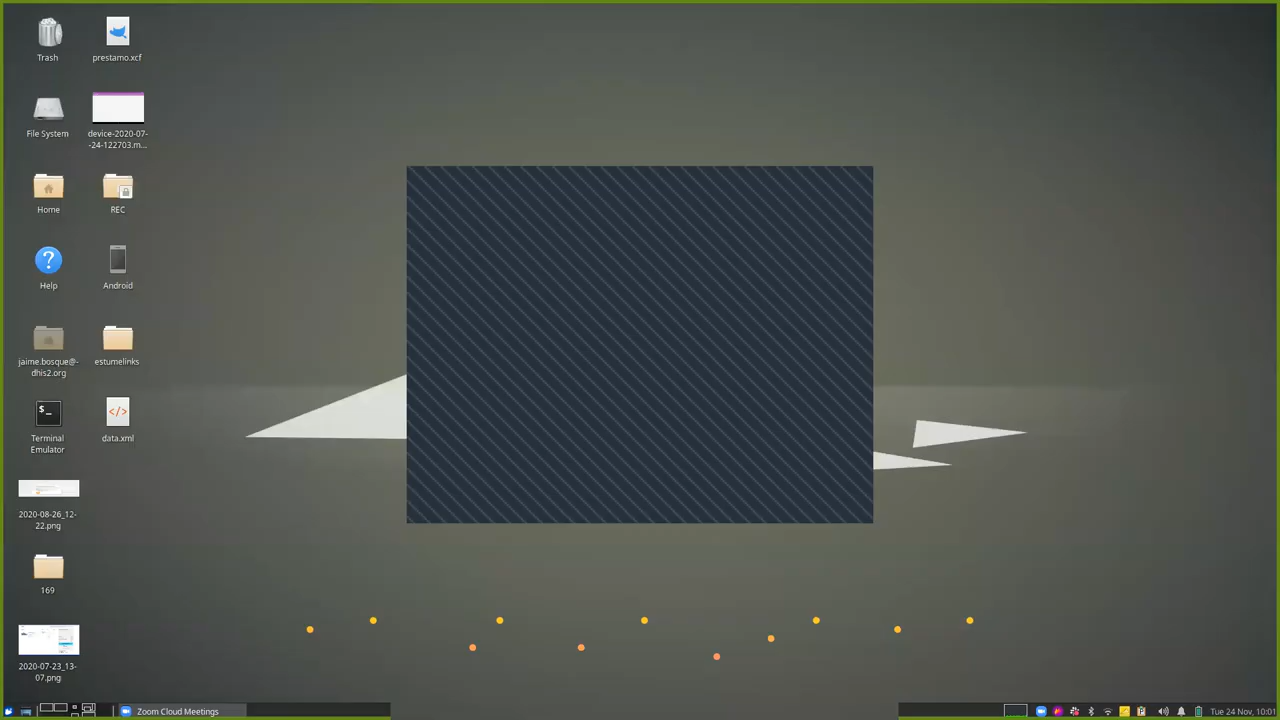 Trash
prestamo.xcf
File System
device-2020-07-
-24-122703.m...
Home
REC
Help
Android
jaime.bosque@-
dhis2.org
estumelinks
$_
Terminal
Emulator
</>
data.xml
2020-08-26_12-
22.png
169
2020-07-23_13-
07.png
Zoom Cloud Meetings
Tue 24 Nov, 10:01